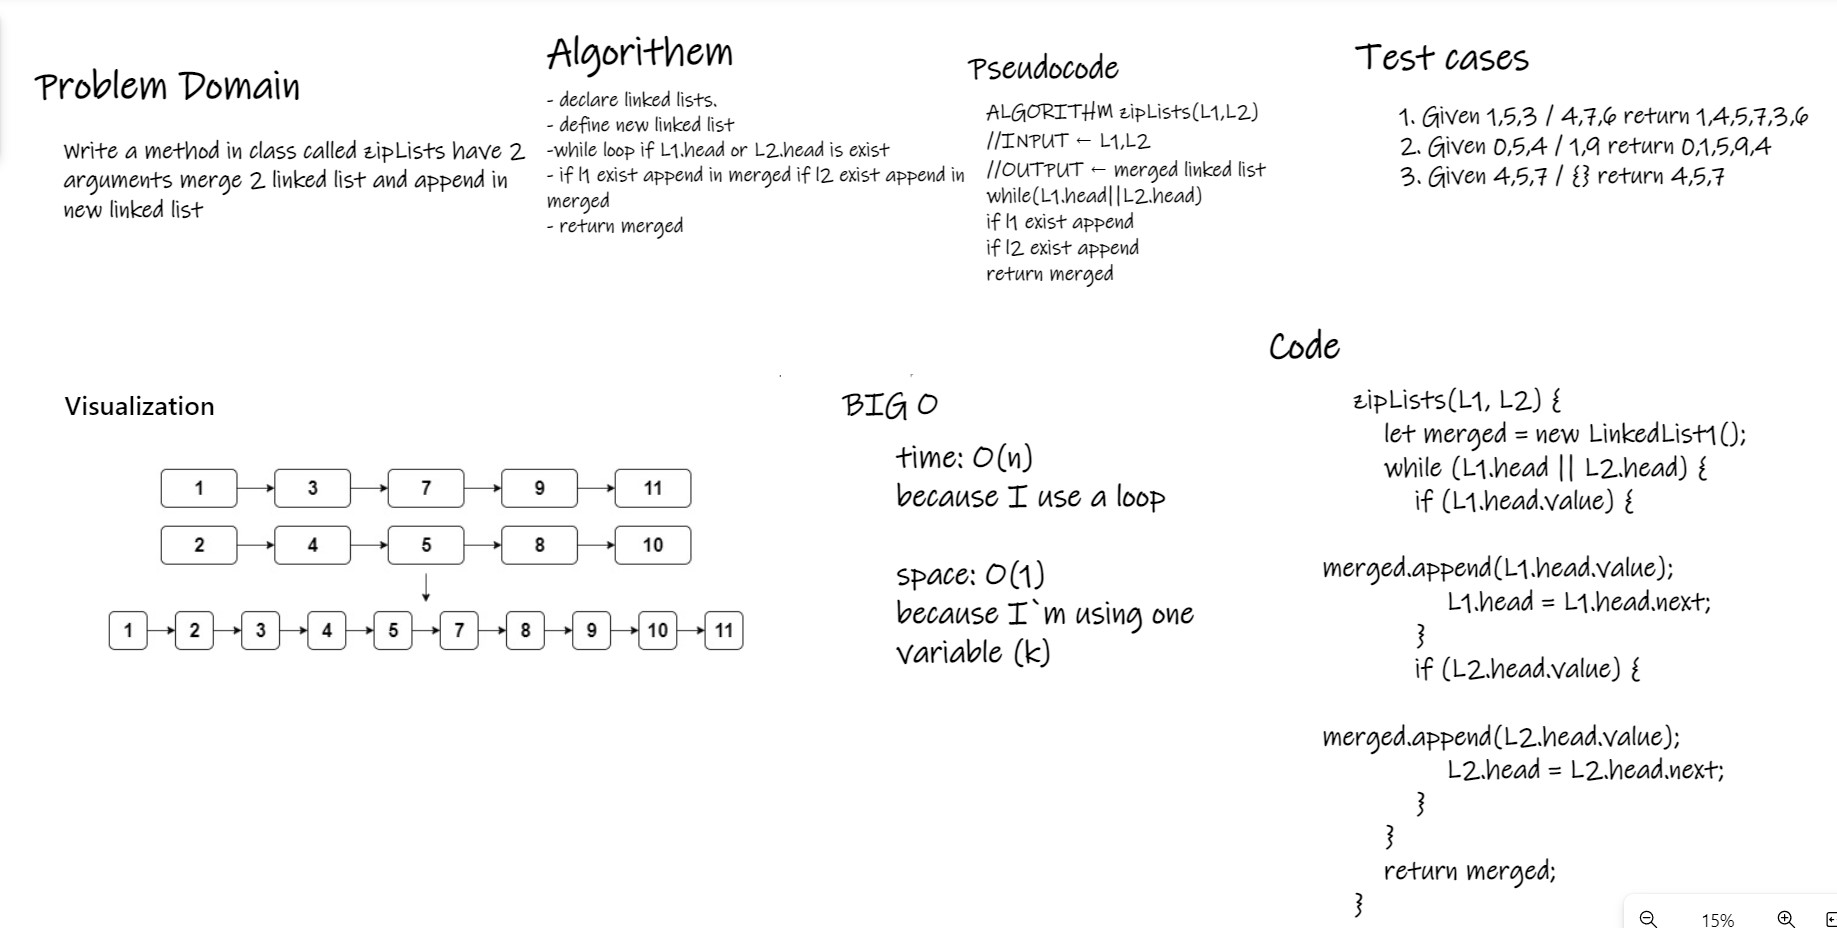 Problem Domain
Write a method in class called zipLists have 2
arguments merge 2 linked list and append in
new linked list
Algorithem
- declare linked lists.
- define new linked list
-while loop if L1.head or L2.head is exist
- if l1 exist append in merged if l2 exist append in
merged
- return merged
Pseudocode
ALGORITHM zipLists(L1,L2)
//INPUT ← L1,L2
//OUTPUT ← merged linked list
while(L1.head||L2.head)
if l1 exist append
if l2 exist append
return merged
Test cases
1. Given 1,5,3 / 4,7,6 return 1,4,5,7,3,6
2. Given 0,5,4 / 1,9 return 0,1,5,9,4
3. Given 4,5,7 / {} return 4,5,7
Visualization
1 3 7 9 11
2 4 5 8 10
1 2 3 4 5 7 8 9 10 11
BIG O
time: O(n)
because I use a loop
space: O(1)
because I`m using one
variable (k)
Code
zipLists(L1, L2) {
let merged = new LinkedList1();
while (L1.head || L2.head) {
if (L1.head.value) {
merged.append(L1.head.value);
L1.head = L1.head.next;
}
if (L2.head.value) {
merged.append(L2.head.value);
L2.head = L2.head.next;
}
}
return merged;
}
15%